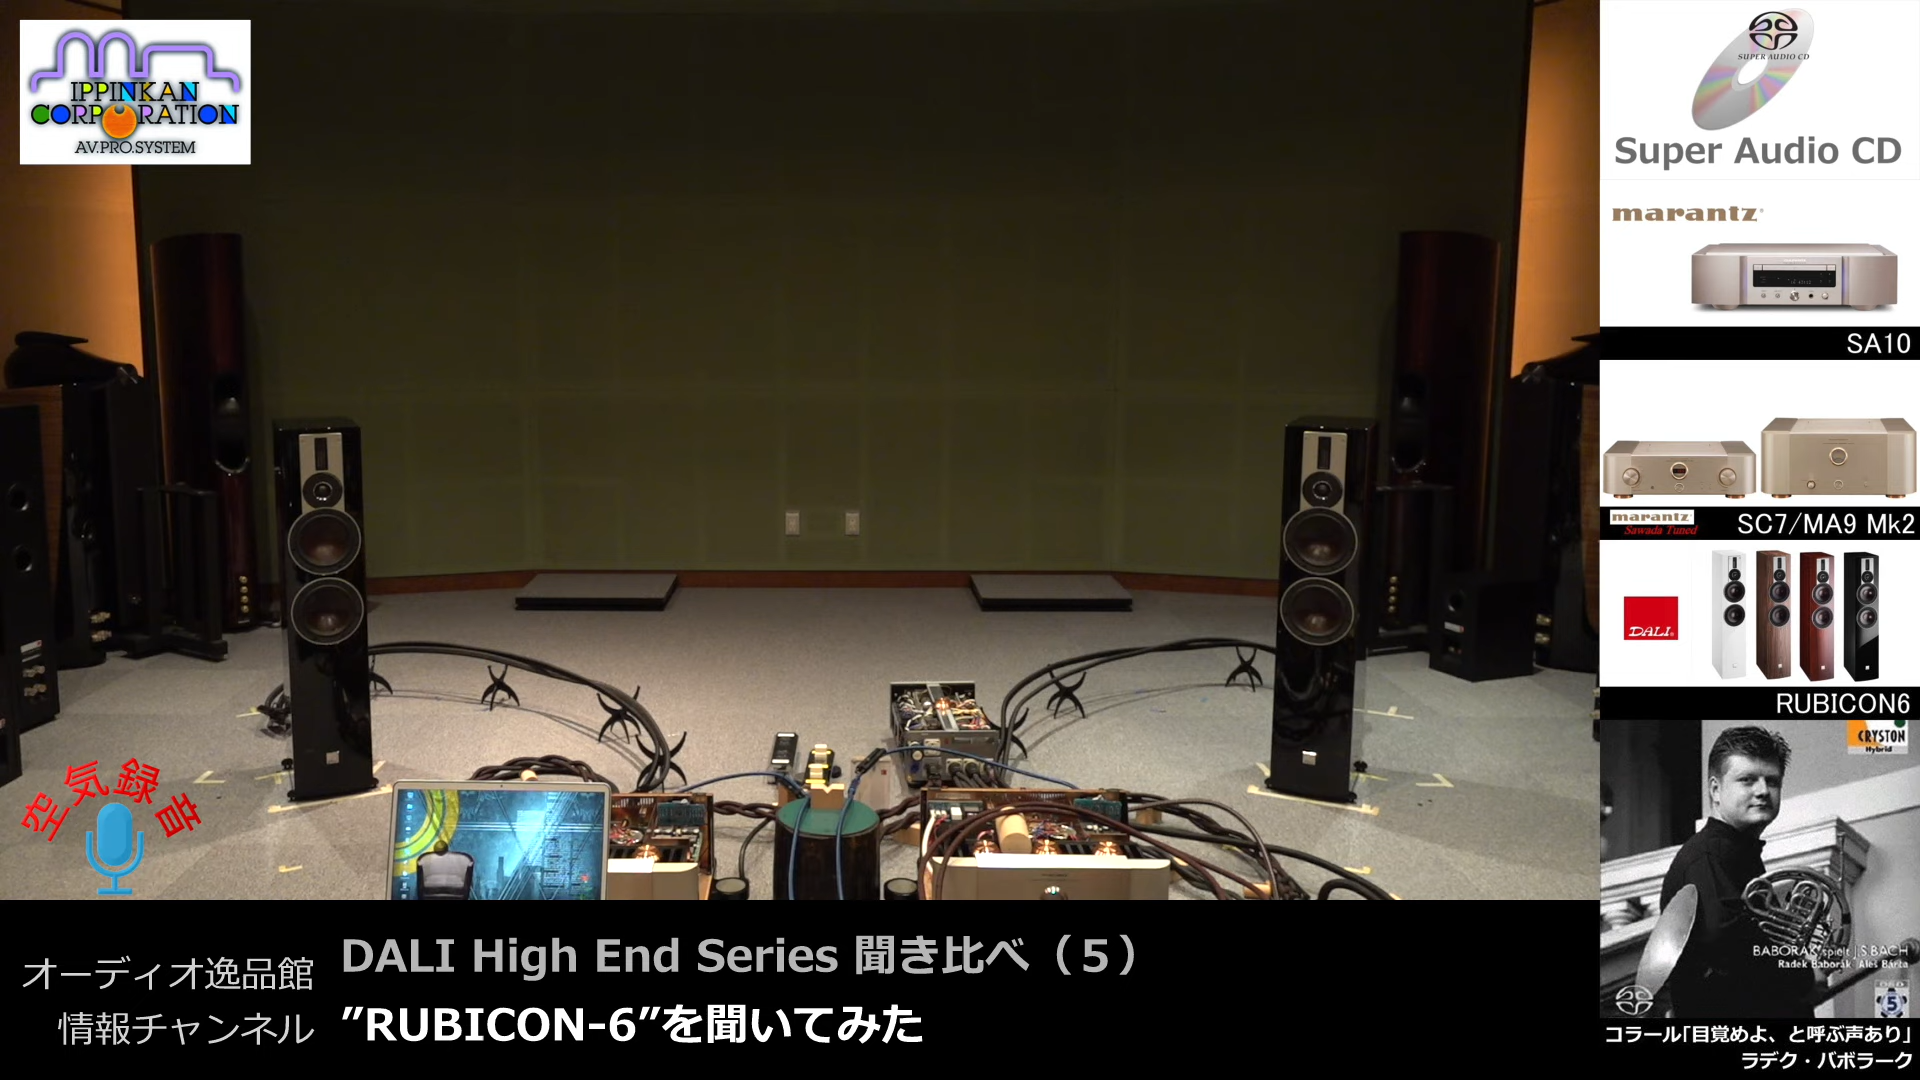 IPPINKAN
CORPORATION
AV.PRO.SYSTEM
空気録音
オーディオ逸品館
情報チャンネル
DALI High End Series 聞き比べ（５）
”RUBICON-6”を聞いてみた
SUPER AUDIO CD
Super Audio CD
marantz
SA10
marantz
Sawada Tuned
SC7/MA9 Mk2
DALI
RUBICON6
CRYSTON
Hybrid
BABORÁK spielt J.S.BACH
Radek Baborák Aleš Bárta
DSD
5
コラール｢目覚めよ、と呼ぶ声あり｣
ラデク・バボラーク